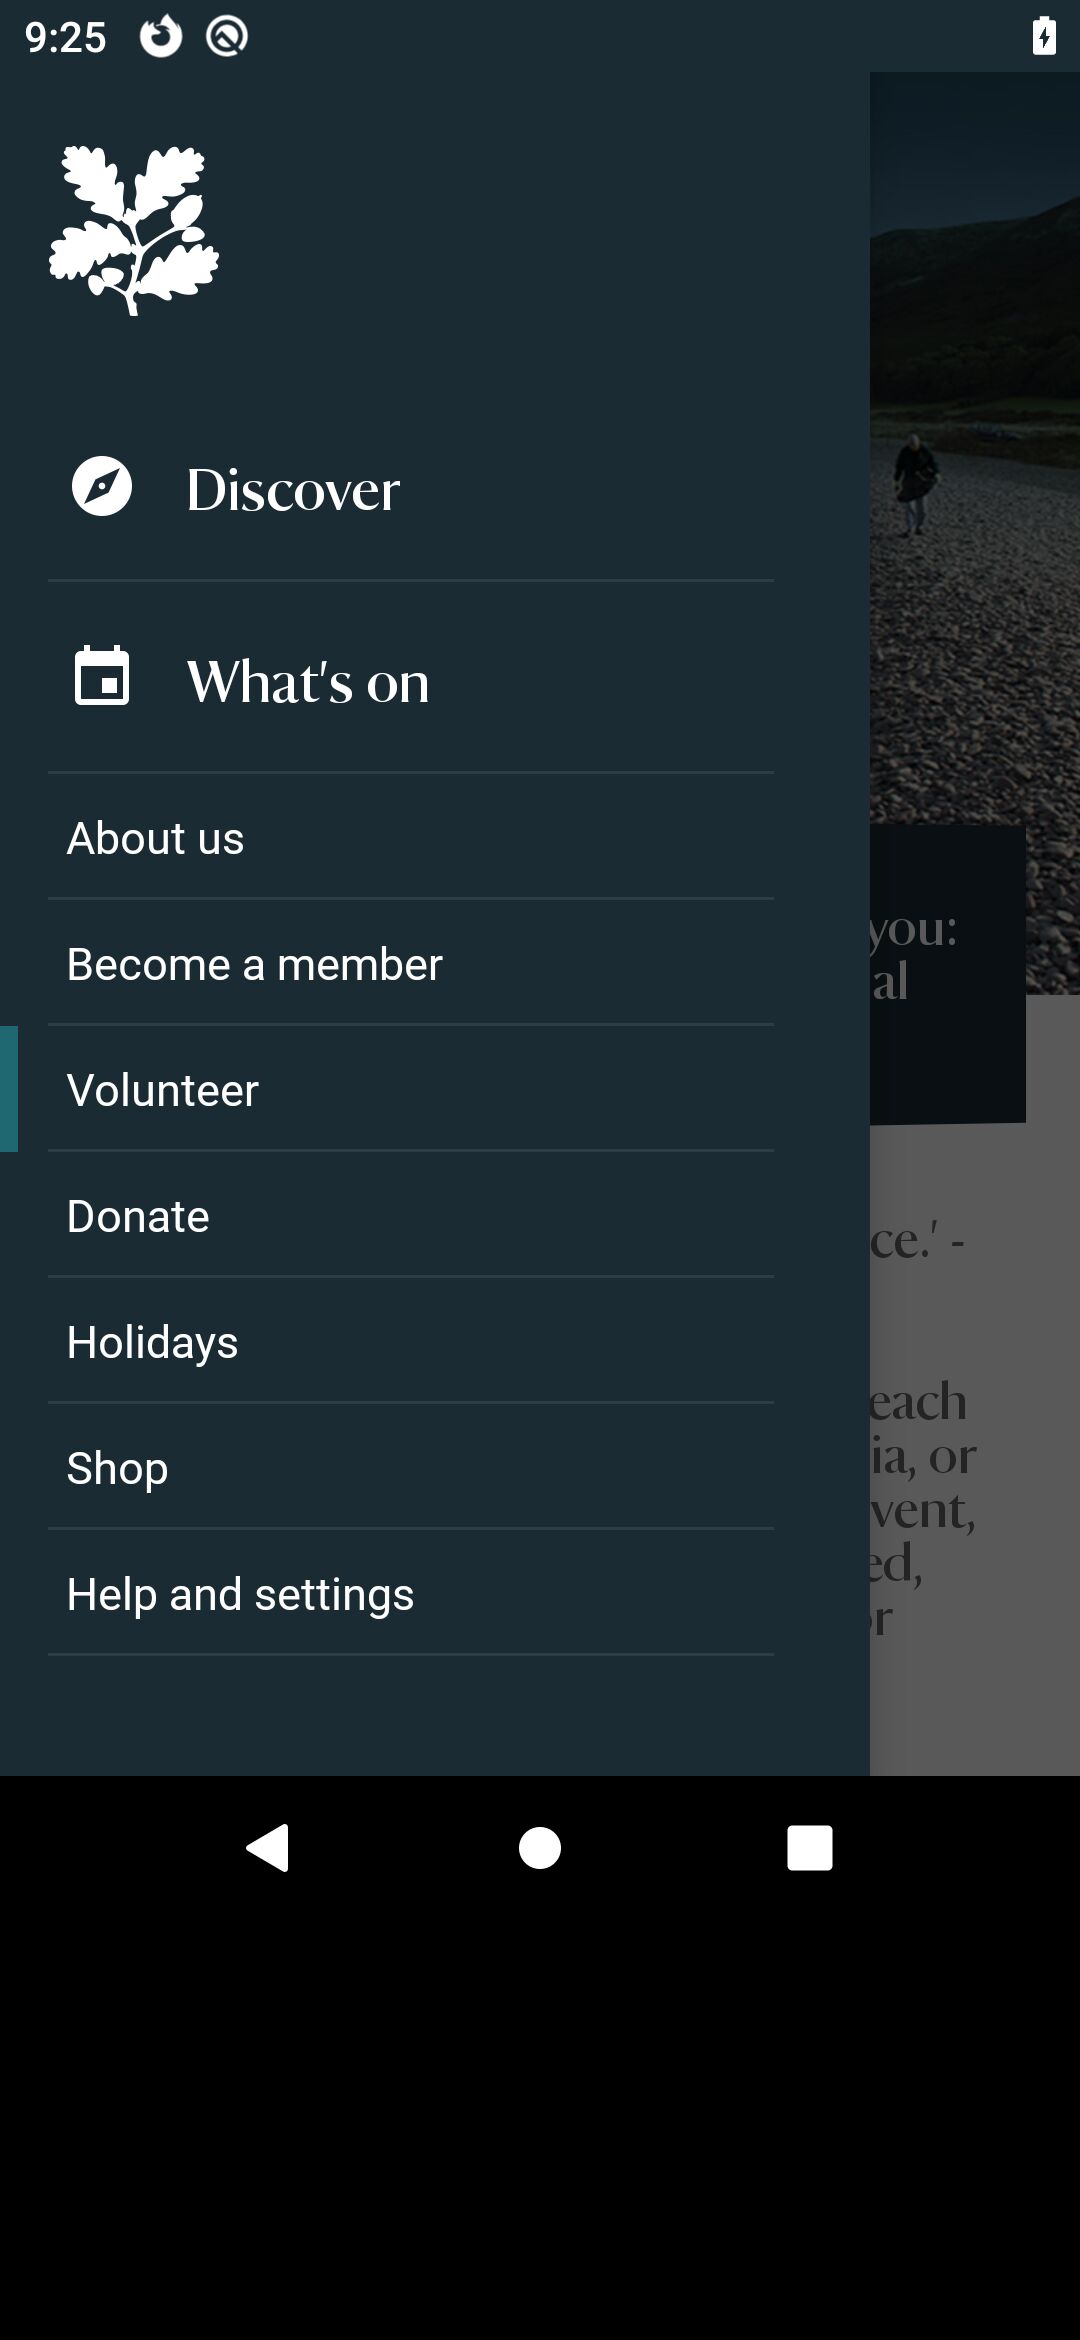 9:25
Discover
What's on
About us
Become a member
Volunteer
Donate
Holidays
Shop
Help and settings
you:
al
ce.' -
each
ia, or
vent,
ed,
or